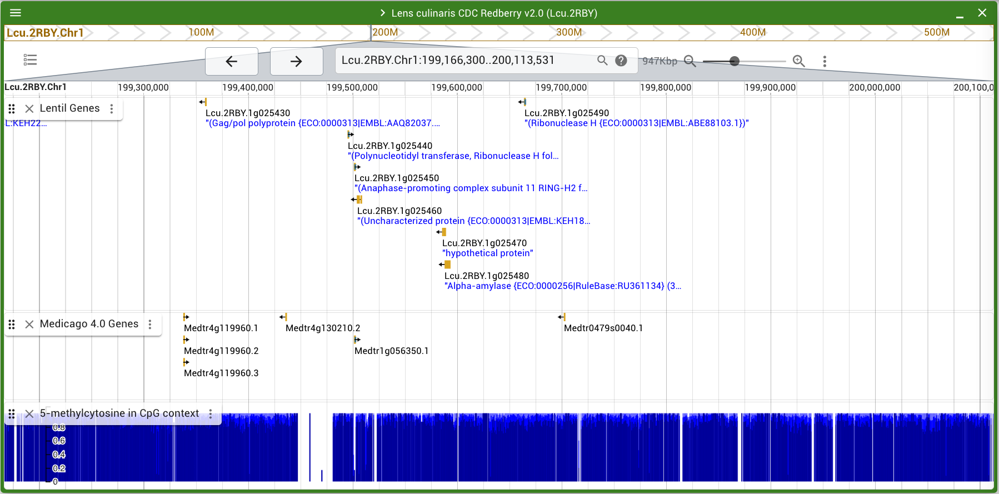 Lens culinaris CDC Redberry v2.0 (Lcu.2RBY)
Lcu.2RBY.Chr1 100M 200M 300M 400M 500M
Lcu.2RBY.Chr1:199,166,300..200,113,531 947Kbp
Lcu.2RBY.Chr1 199,300,000 199,400,000 199,500,000 199,600,000 199,700,000 199,800,000 199,900,000 200,000,000 200,100,0
Lentil Genes
L:KEH22...
Lcu.2RBY.1g025430
"(Gag/pol polyprotein {ECO:0000313|EMBL:AAQ82037....
Lcu.2RBY.1g025490
"(Ribonuclease H {ECO:0000313|EMBL:ABE88103.1})"
Lcu.2RBY.1g025440
"(Polynucleotidyl transferase, Ribonuclease H fol...
Lcu.2RBY.1g025450
"(Anaphase-promoting complex subunit 11 RING-H2 f...
Lcu.2RBY.1g025460
"(Uncharacterized protein {ECO:0000313|EMBL:KEH18...
Lcu.2RBY.1g025470
"hypothetical protein"
Lcu.2RBY.1g025480
"Alpha-amylase {ECO:0000256|RuleBase:RU361134} (3...
Medicago 4.0 Genes
Medtr4g119960.1 Medtr4g130210.2 Medtr0479s0040.1
Medtr4g119960.2 Medtr1g056350.1
Medtr4g119960.3
5-methylcytosine in CpG context
0.8
0.6
0.4
0.2
0